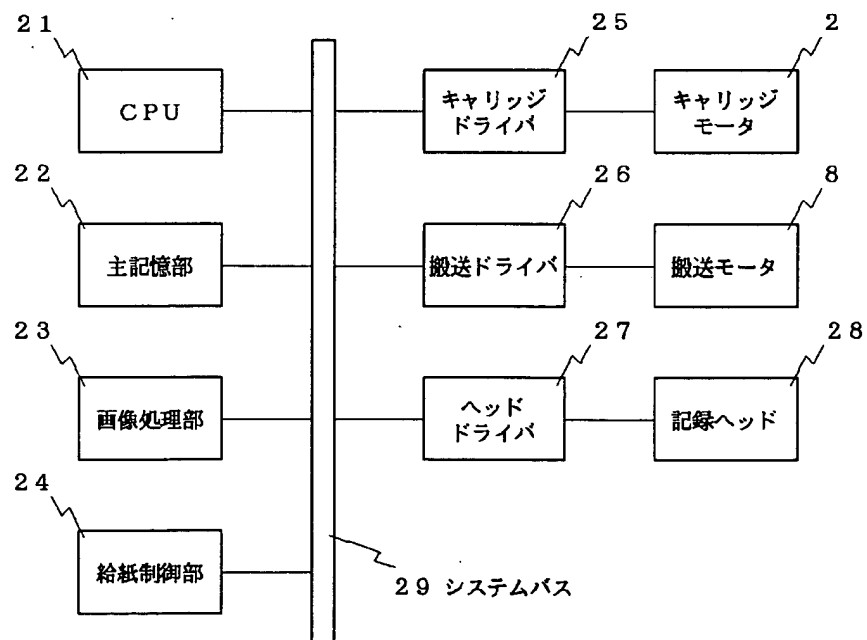 ２１
ＣＰＵ
２２
主記憶部
２３
画像処理部
２４
給紙制御部
２５
キャリッジ
ドライバ
２
キャリッジ
モータ
２６
搬送ドライバ
８
搬送モータ
２７
ヘッド
ドライバ
２８
記録ヘッド
２９ システムバス